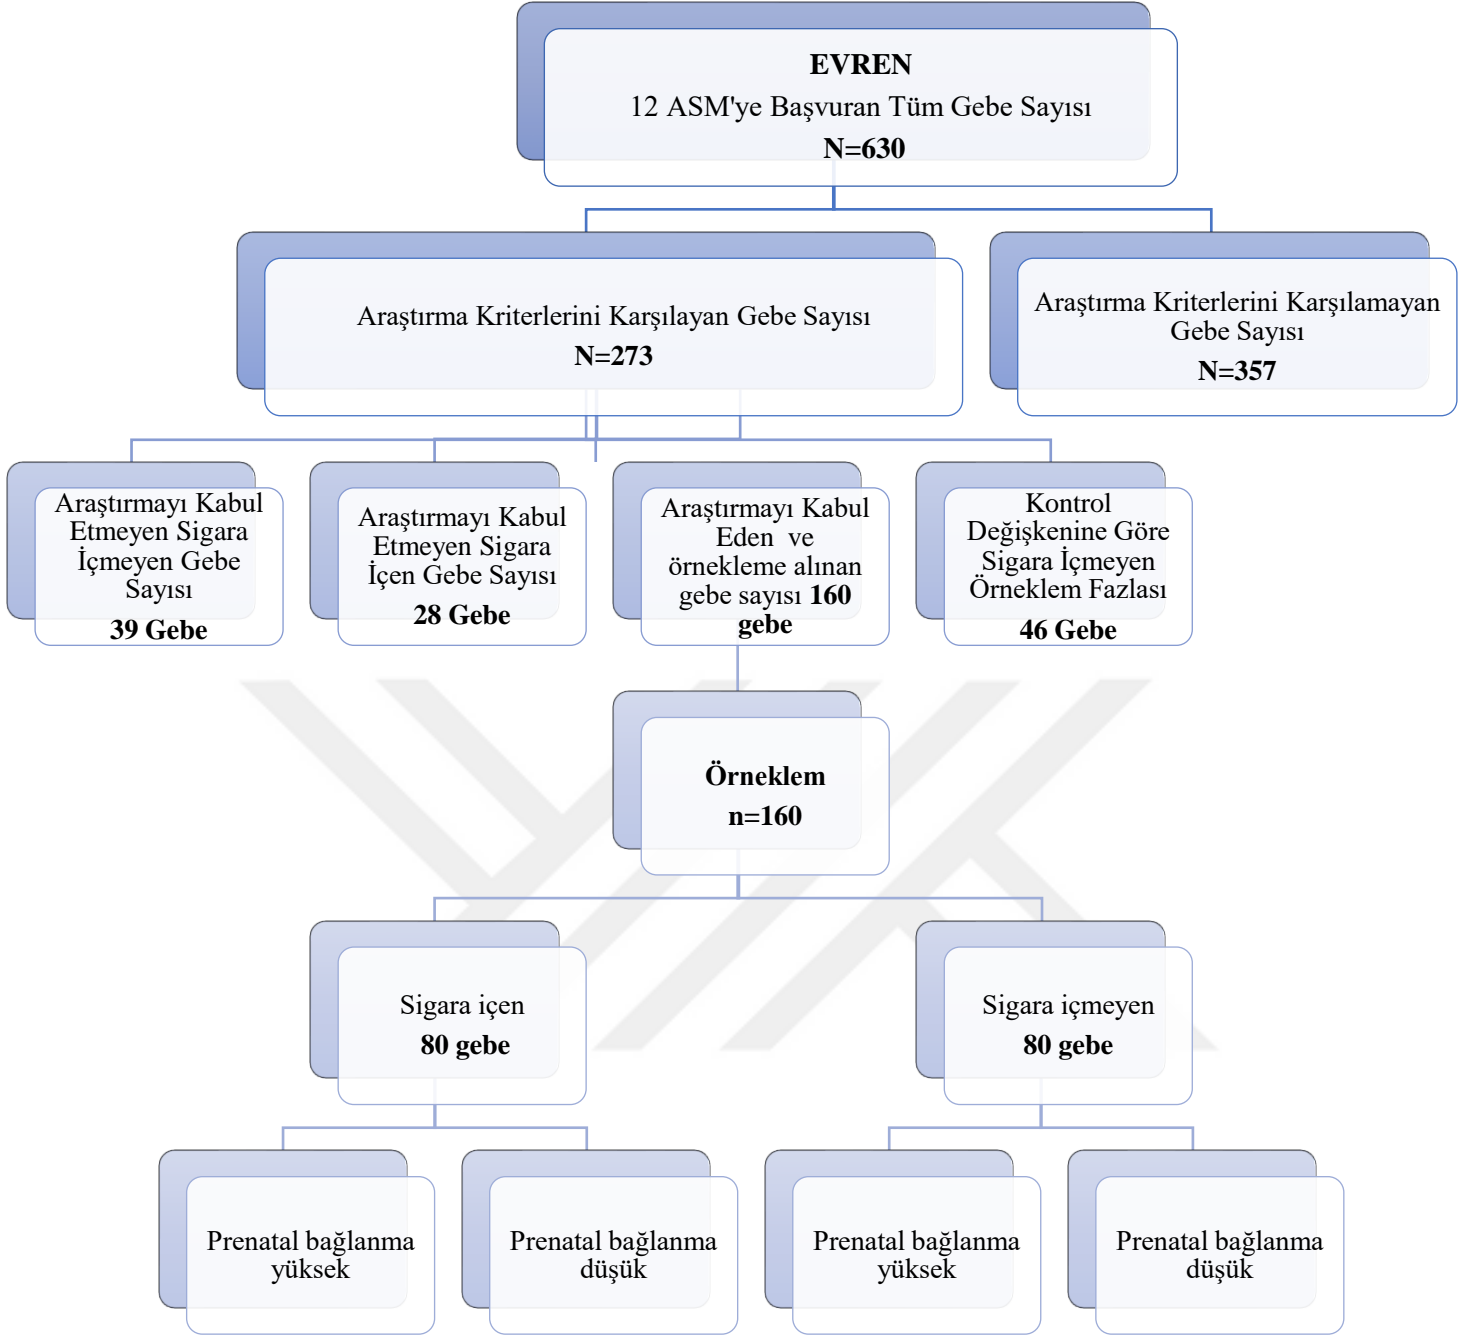 EVREN
12 ASM'ye Başvuran Tüm Gebe Sayısı
N=630
Araştırma Kriterlerini Karşılayan Gebe Sayısı
N=273
Araştırma Kriterlerini Karşılamayan
Gebe Sayısı
N=357
Araştırmayı Kabul
Etmeyen Sigara
İçmeyen Gebe
Sayısı
39 Gebe
Araştırmayı Kabul
Etmeyen Sigara
İçen Gebe Sayısı
28 Gebe
Araştırmayı Kabul
Eden  ve
örnekleme alınan
gebe sayısı 160
gebe
Kontrol
Değişkenine Göre
Sigara İçmeyen
Örneklem Fazlası
46 Gebe
Örneklem
n=160
Sigara içen
80 gebe
Sigara içmeyen
80 gebe
Prenatal bağlanma
yüksek
Prenatal bağlanma
düşük
Prenatal bağlanma
yüksek
Prenatal bağlanma
düşük